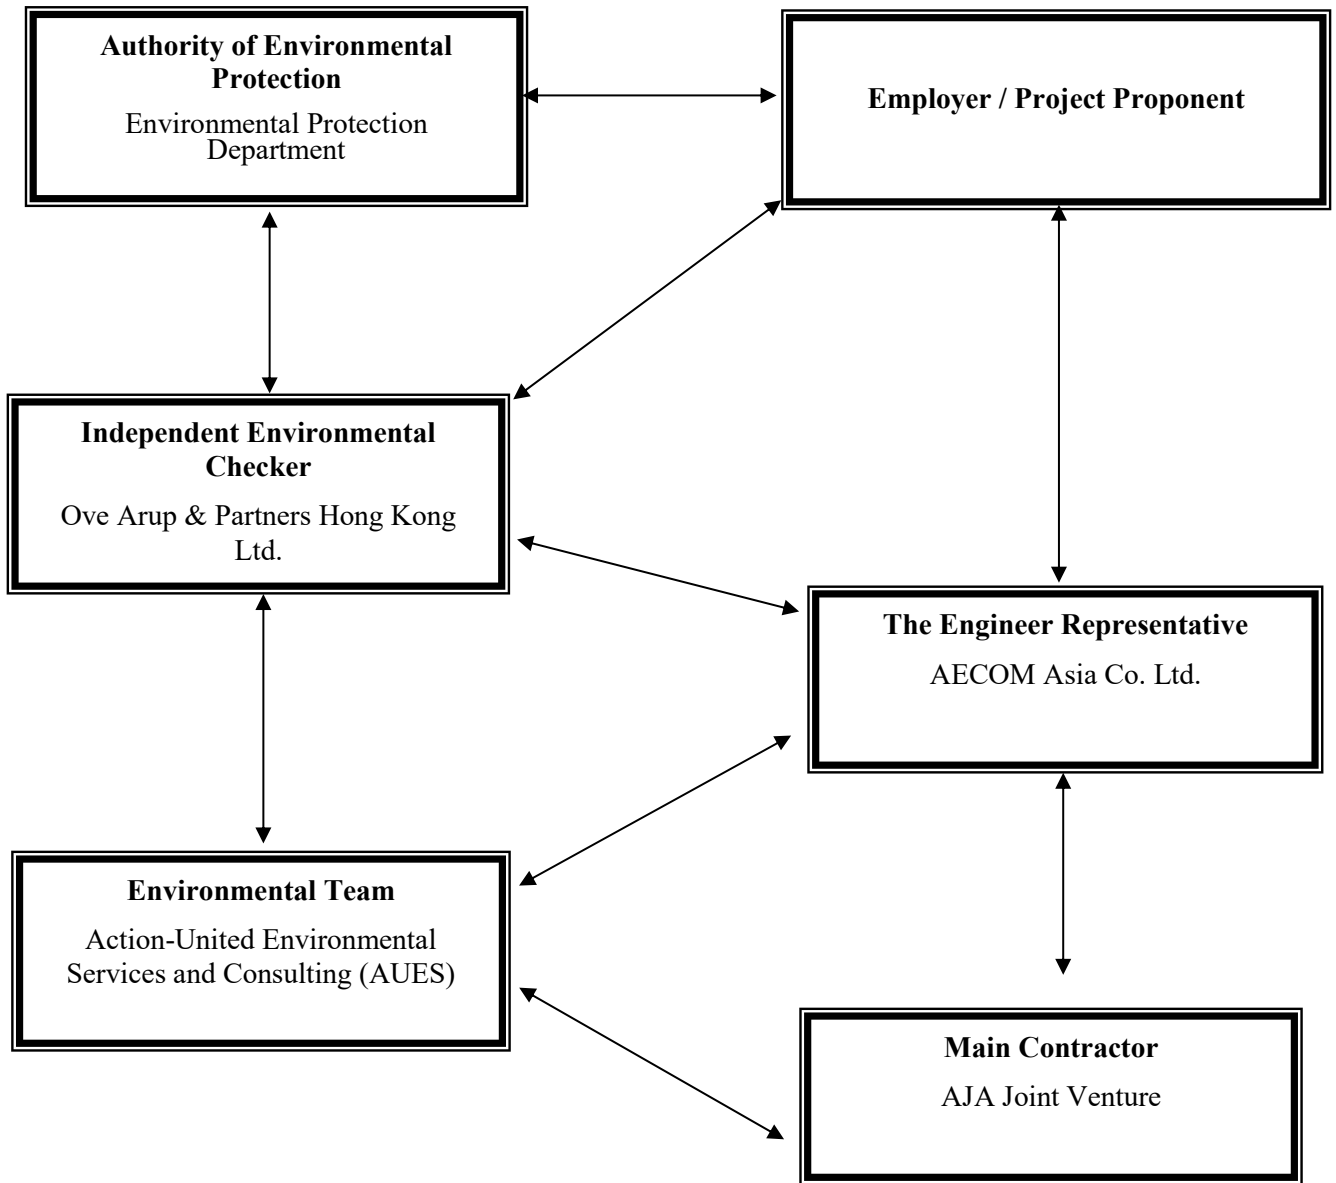 Authority of Environmental
Protection
Environmental Protection
Department
Employer / Project Proponent
Independent Environmental
Checker
Ove Arup & Partners Hong Kong
Ltd.
The Engineer Representative
AECOM Asia Co. Ltd.
Environmental Team
Action-United Environmental
Services and Consulting (AUES)
Main Contractor
AJA Joint Venture